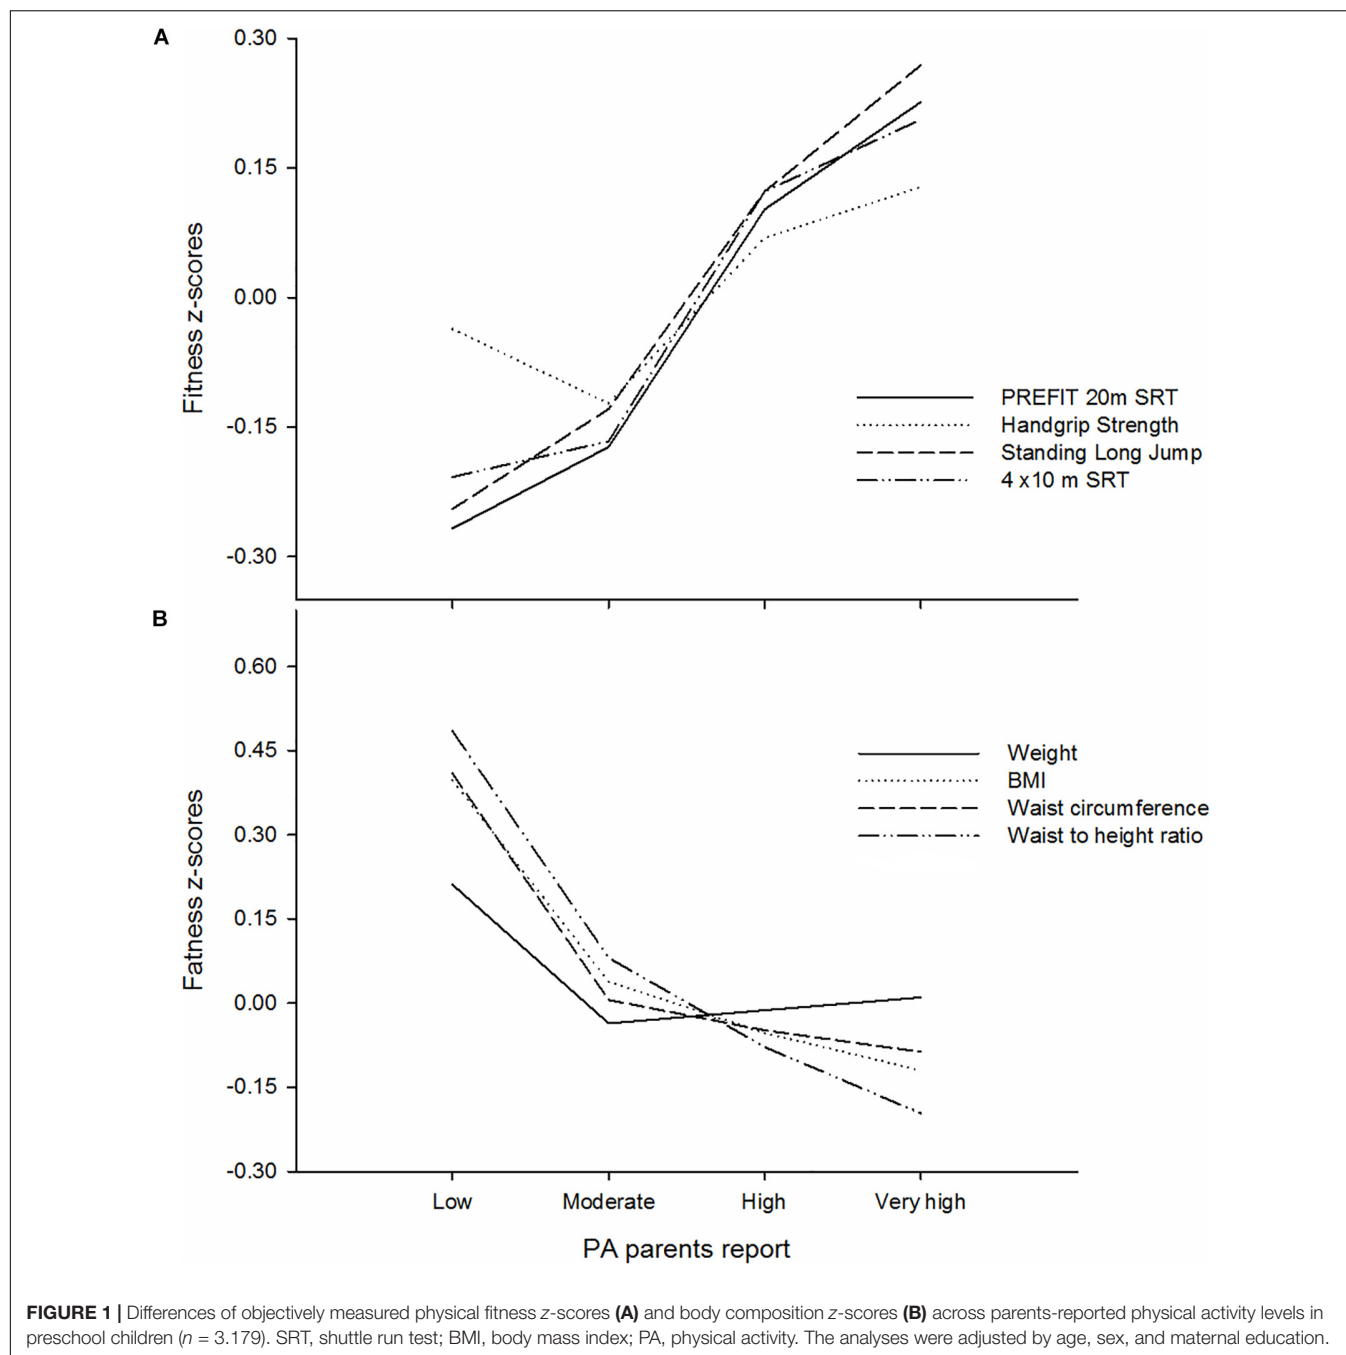 A
0.30
0.15
0.00
-0.15
-0.30
Fitness z-scores
PREFIT 20m SRT
Handgrip Strength
Standing Long Jump
4 x10 m SRT
B
0.60
0.45
0.30
0.15
0.00
-0.15
-0.30
Fatness z-scores
Weight
BMI
Waist circumference
Waist to height ratio
Low Moderate High Very high
PA parents report
FIGURE 1 | Differences of objectively measured physical fitness z-scores (A) and body composition z-scores (B) across parents-reported physical activity levels in
preschool children (n = 3.179). SRT, shuttle run test; BMI, body mass index; PA, physical activity. The analyses were adjusted by age, sex, and maternal education.